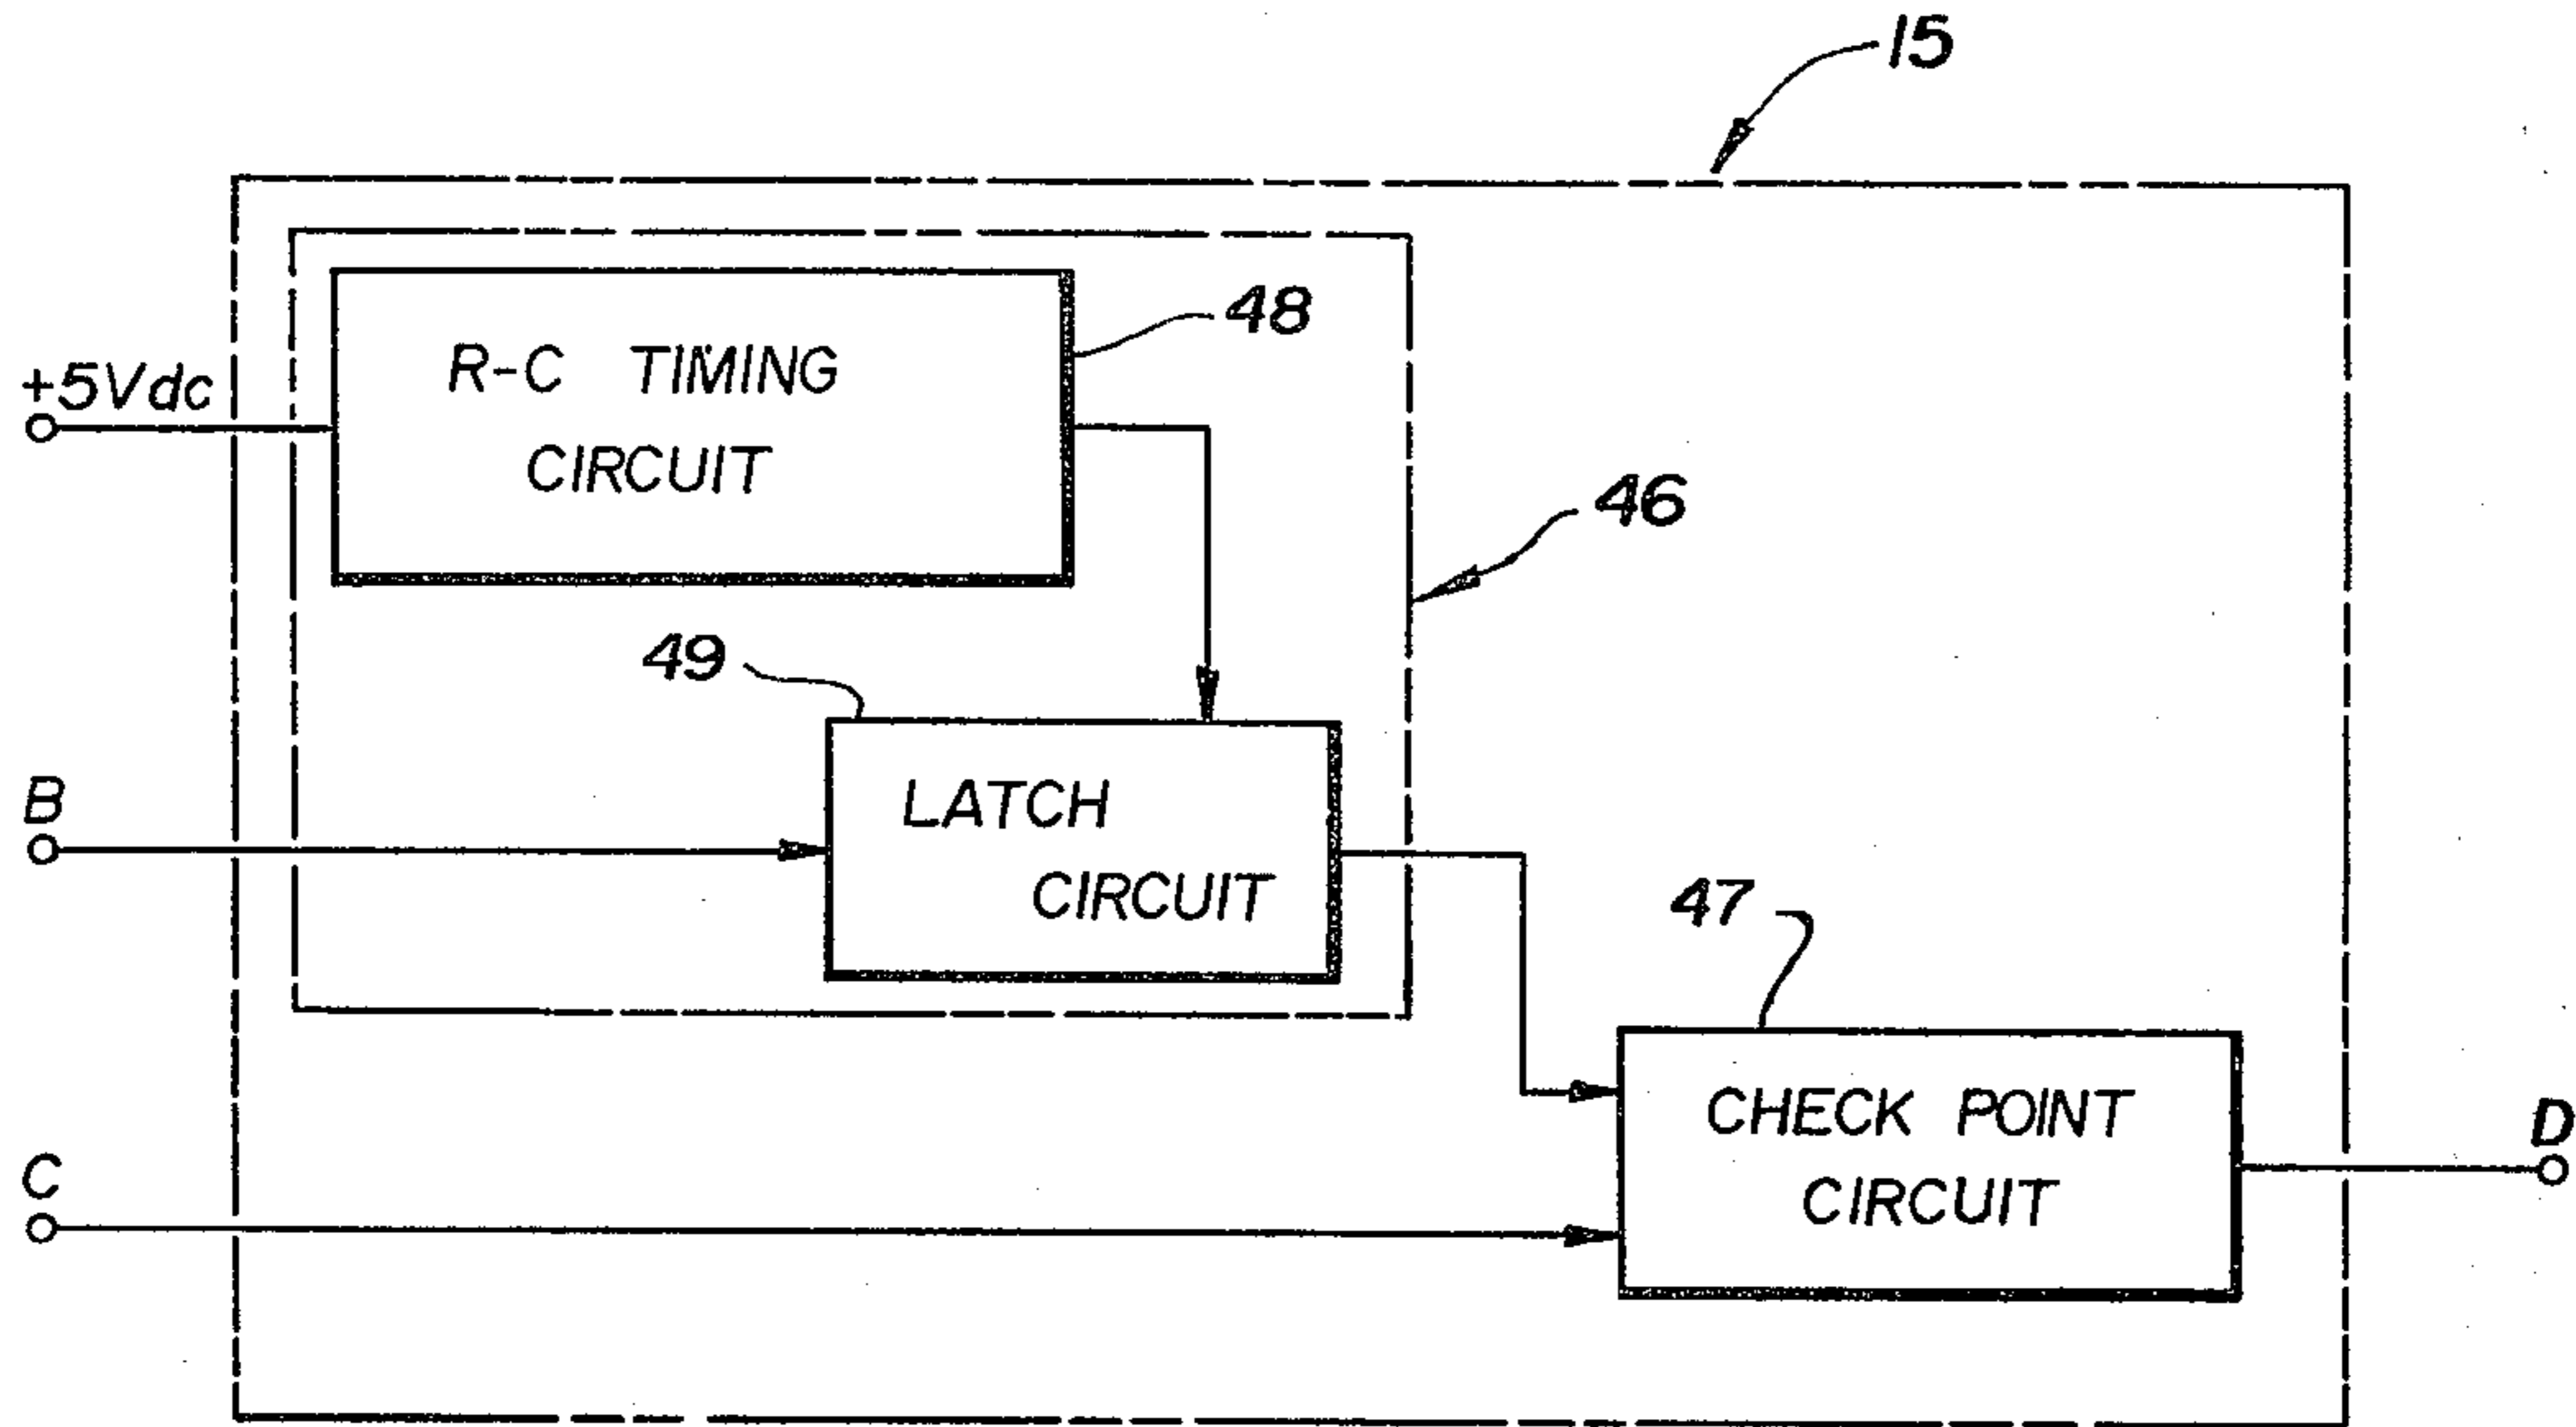 15
R-C TIMING
CIRCUIT
48
+5Vdc
46
49
B
LATCH
CIRCUIT
47
C
CHECK POINT
CIRCUIT
D